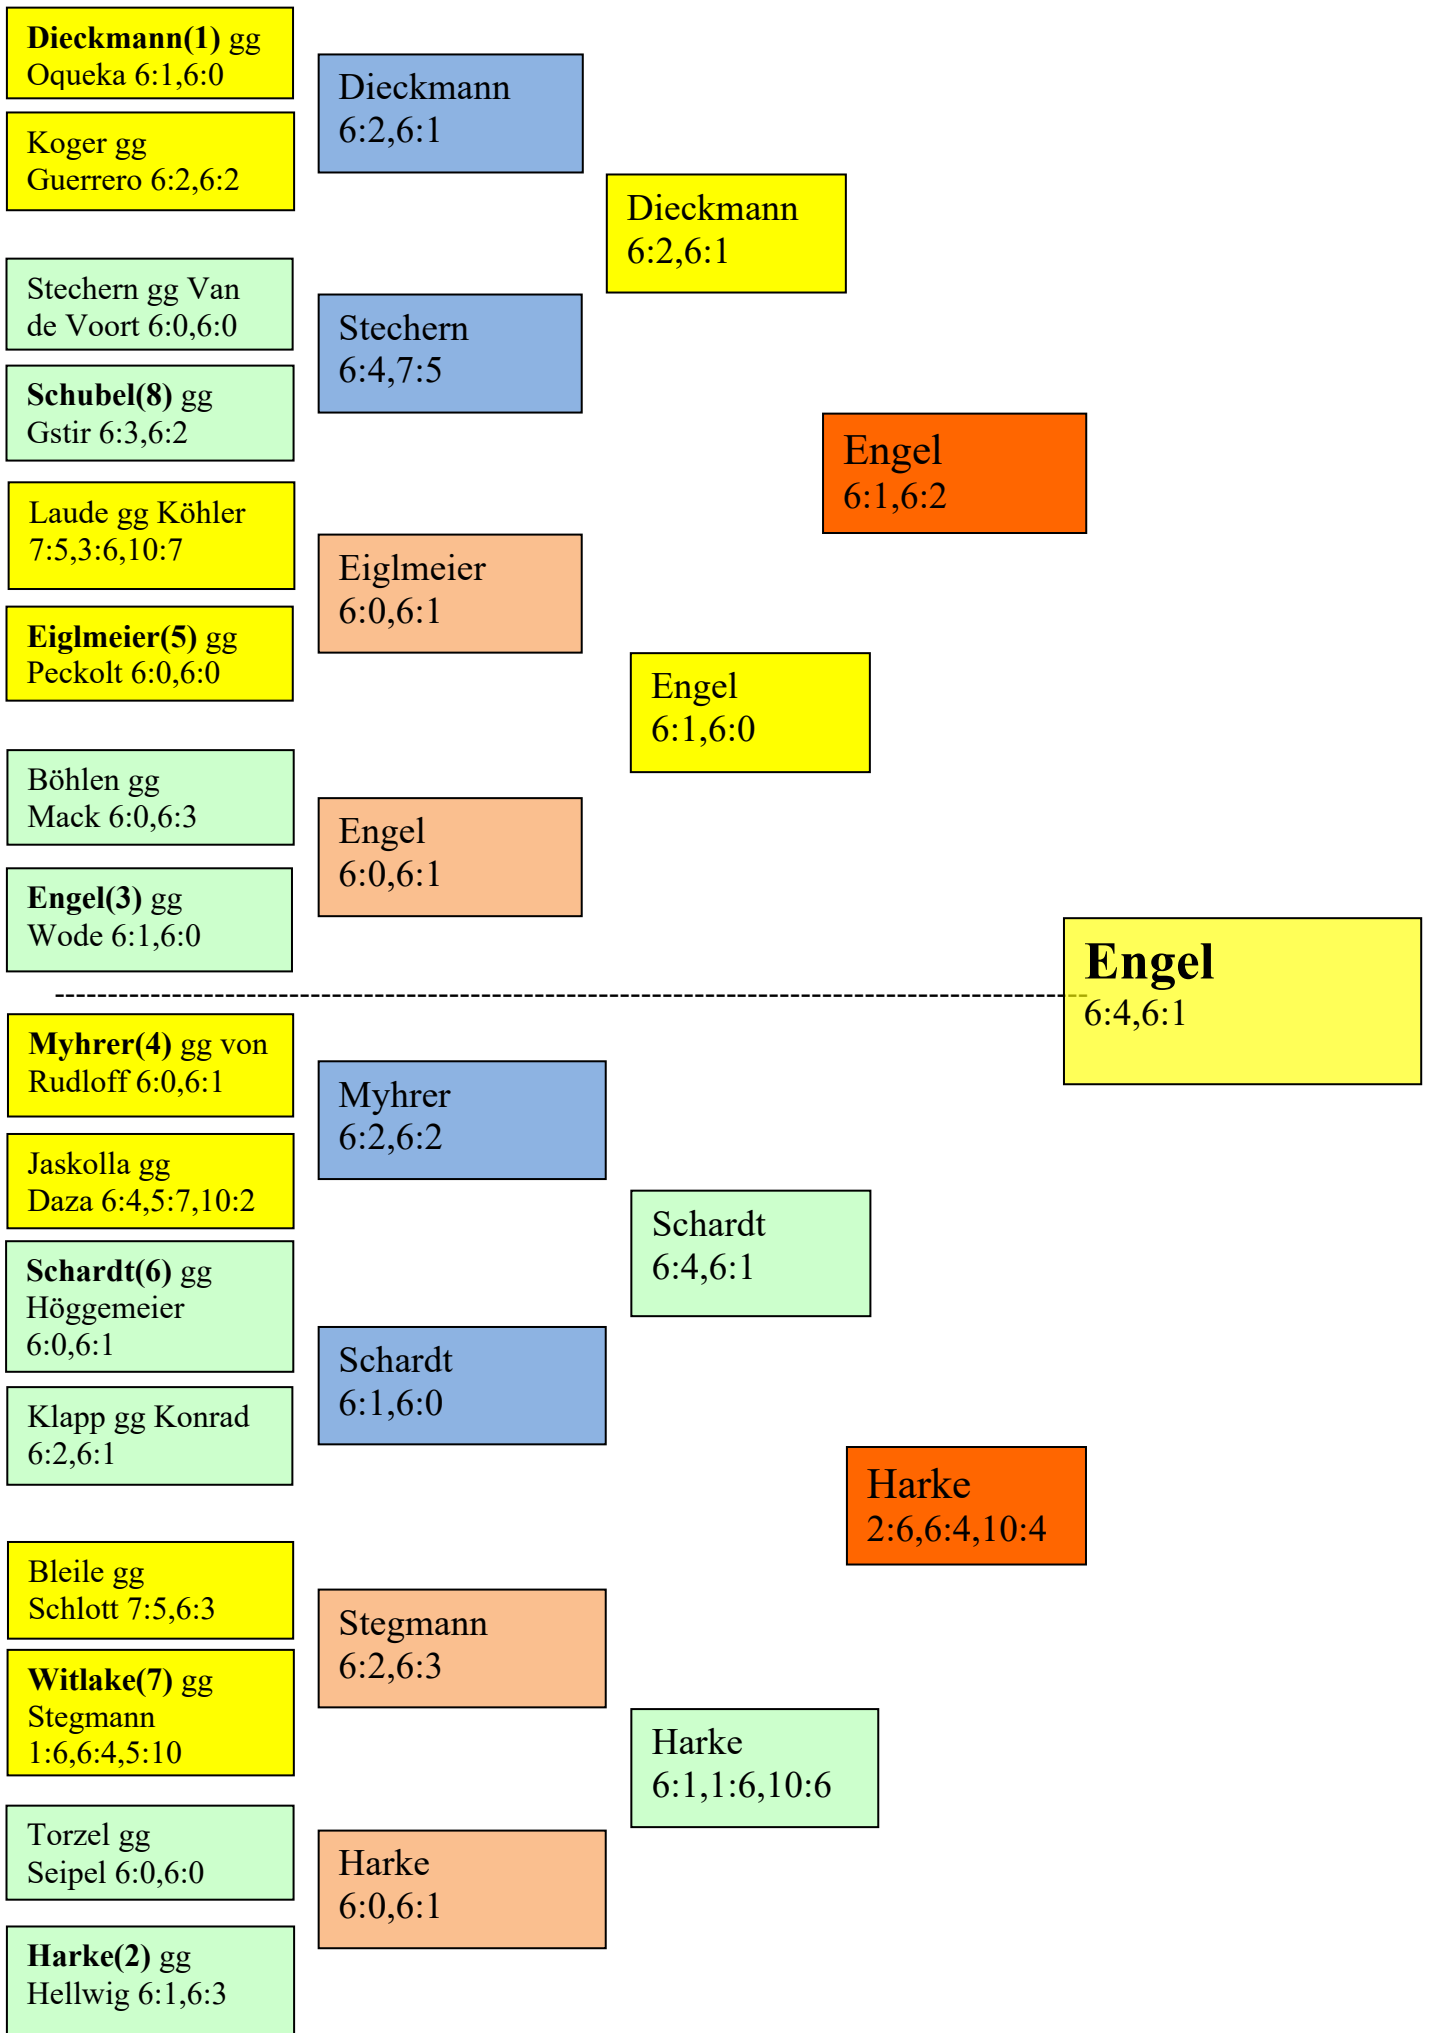 Dieckmann(1) gg
Oqueka 6:1,6:0
Koger gg
Guerrero 6:2,6:2
Stechern gg Van
de Voort 6:0,6:0
Schubel(8) gg
Gstir 6:3,6:2
Laude gg Köhler
7:5,3:6,10:7
Eiglmeier(5) gg
Peckolt 6:0,6:0
Böhlen gg
Mack 6:0,6:3
Engel(3) gg
Wode 6:1,6:0
Myhrer(4) gg von
Rudloff 6:0,6:1
Jaskolla gg
Daza 6:4,5:7,10:2
Schardt(6) gg
Höggemeier
6:0,6:1
Klapp gg Konrad
6:2,6:1
Bleile gg
Schlott 7:5,6:3
Witlake(7) gg
Stegmann
1:6,6:4,5:10
Torzel gg
Seipel 6:0,6:0
Harke(2) gg
Hellwig 6:1,6:3
Dieckmann
6:2,6:1
Stechern
6:4,7:5
Eiglmeier
6:0,6:1
Engel
6:0,6:1
Myhrer
6:2,6:2
Schardt
6:1,6:0
Stegmann
6:2,6:3
Harke
6:0,6:1
Dieckmann
6:2,6:1
Engel
6:1,6:0
Schardt
6:4,6:1
Harke
6:1,1:6,10:6
Engel
6:1,6:2
Harke
2:6,6:4,10:4
Engel
6:4,6:1